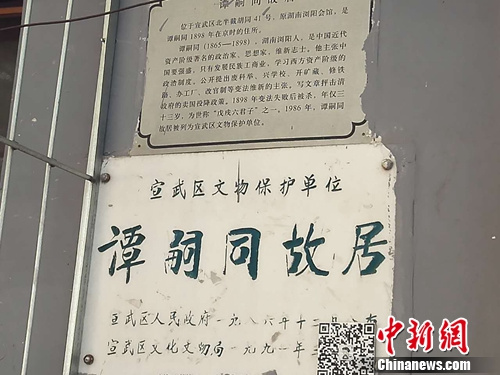 谭嗣同故居
位于宣武区北半截胡同41号，原湖南浏阳会馆，是
谭嗣同1898年在京时的住所。
谭嗣同（1865—1898），湖南浏阳人，是中国近代
资产阶级著名的政治家、思想家，维新志士，他主张中
国要强盛，只有发展民族工商业，学习西方资产阶级的
政治制度。公开提出废科举、兴学校、开矿藏、修铁
路、办工厂、改官制等变法维新的主张。写文章抨击清
政府的卖国投降政策。1898年变法失败后被杀，年仅三
十三岁，为世称"戊戌六君子"之一。1986年，谭嗣同
故居被列为宣武区文物保护单位。
宣武区文物保护单位
谭嗣同故居
宣武区人民政府一九八六年十二月公布
宣武区文化文物局一九九一年
中新网
Chinanews.com